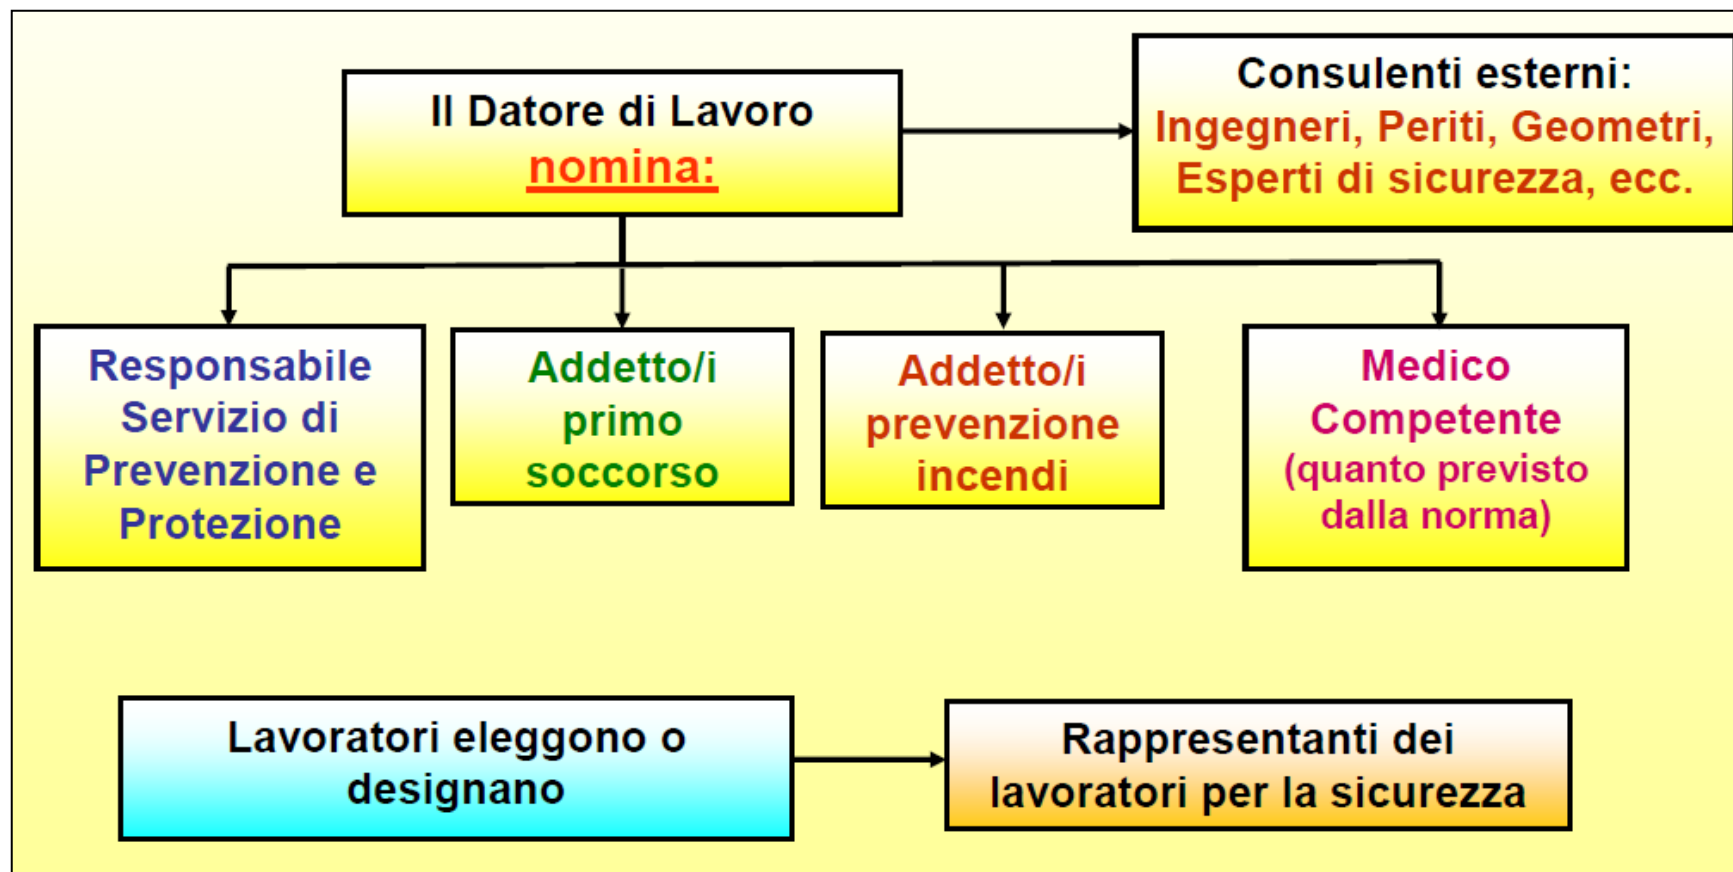 Il Datore di Lavoro
nomina:
Consulenti esterni:
Ingegneri, Periti, Geometri,
Esperti di sicurezza, ecc.
Responsabile
Servizio di
Prevenzione e
Protezione
Addetto/i
primo
soccorso
Addetto/i
prevenzione
incendi
Medico
Competente
(quanto previsto
dalla norma)
Lavoratori eleggono o
designano
Rappresentanti dei
lavoratori per la sicurezza